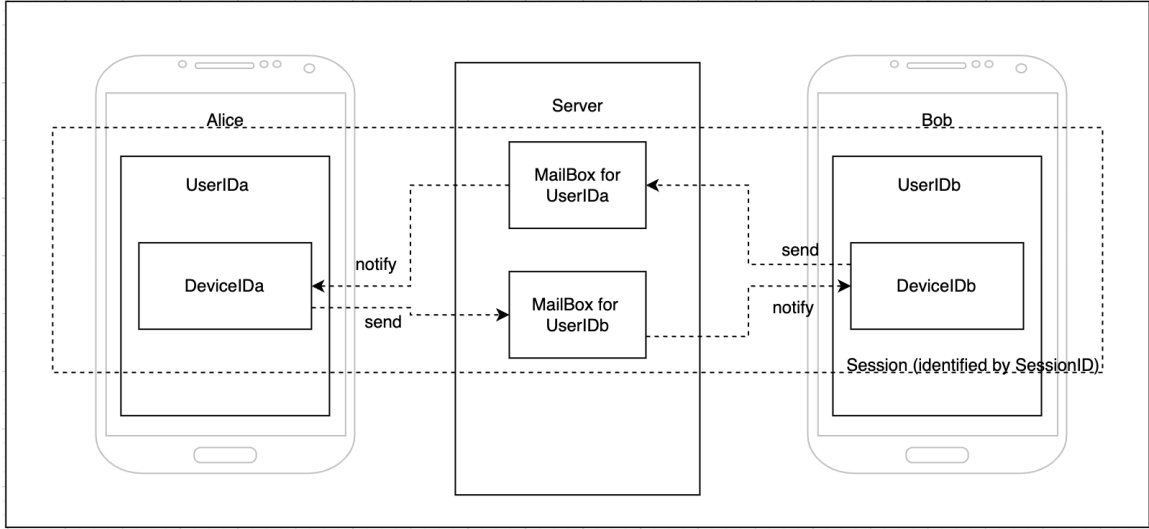 Alice
Server
Bob
UserIDa
MailBox for
UserIDa
UserIDb
send
notify
DeviceIDa
DeviceIDb
MailBox for
UserIDb
notify
send
Session (identified by SessionID)